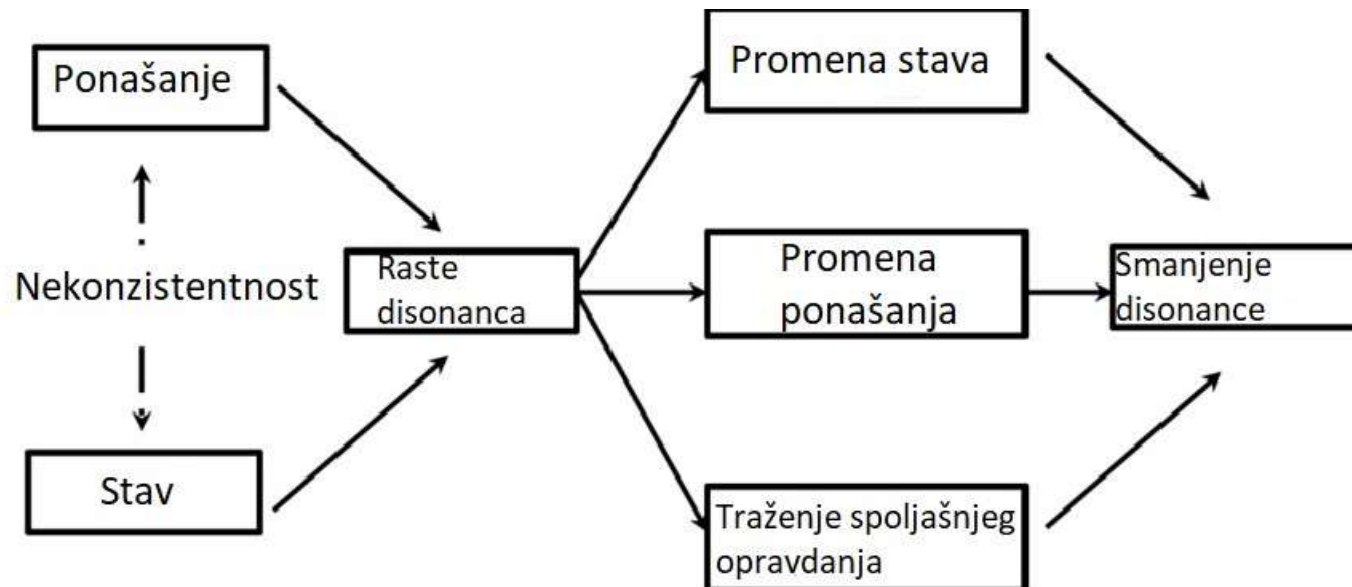 Ponašanje
Nekonzistentnost
Stav
Raste
disonanca
Promena stava
Promena
ponašanja
Traženje spoljašnjeg
opravdanja
Smanjenje
disonance